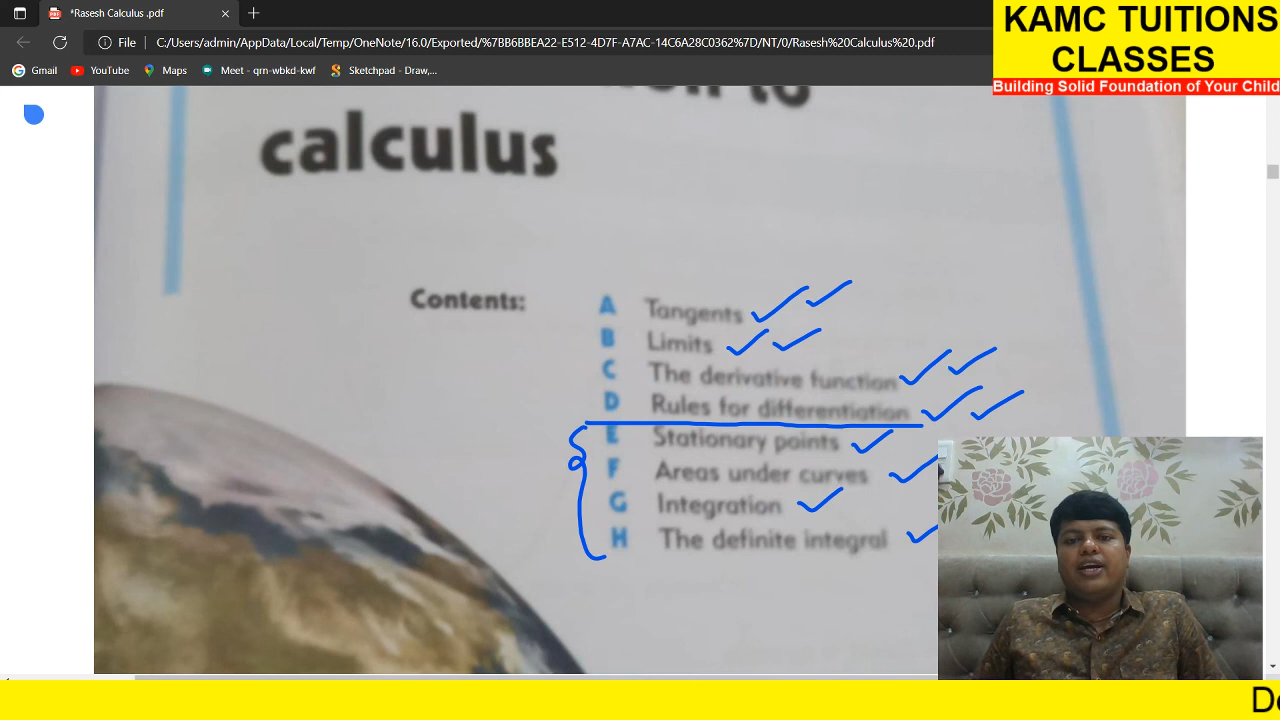 *Rasesh Calculus .pdf
File
C:/Users/admin/AppData/Local/Temp/OneNote/16.0/Exported/%7BB6BBEA22-E512-4D7F-A7AC-14C6A28C0362%7D/NT/0/Rasesh%20Calculus%20.pdf
Gmail YouTube Maps Meet - qrn-wbkd-kwf Sketchpad - Draw,...
KAMC TUITIONS
CLASSES
Building Solid Foundation of Your Child
to
calculus
Contents:
A Tangents
B Limits
C The derivative function
D Rules for differentiation
E Stationary points
F Areas under curves
G Integration
H The definite integral